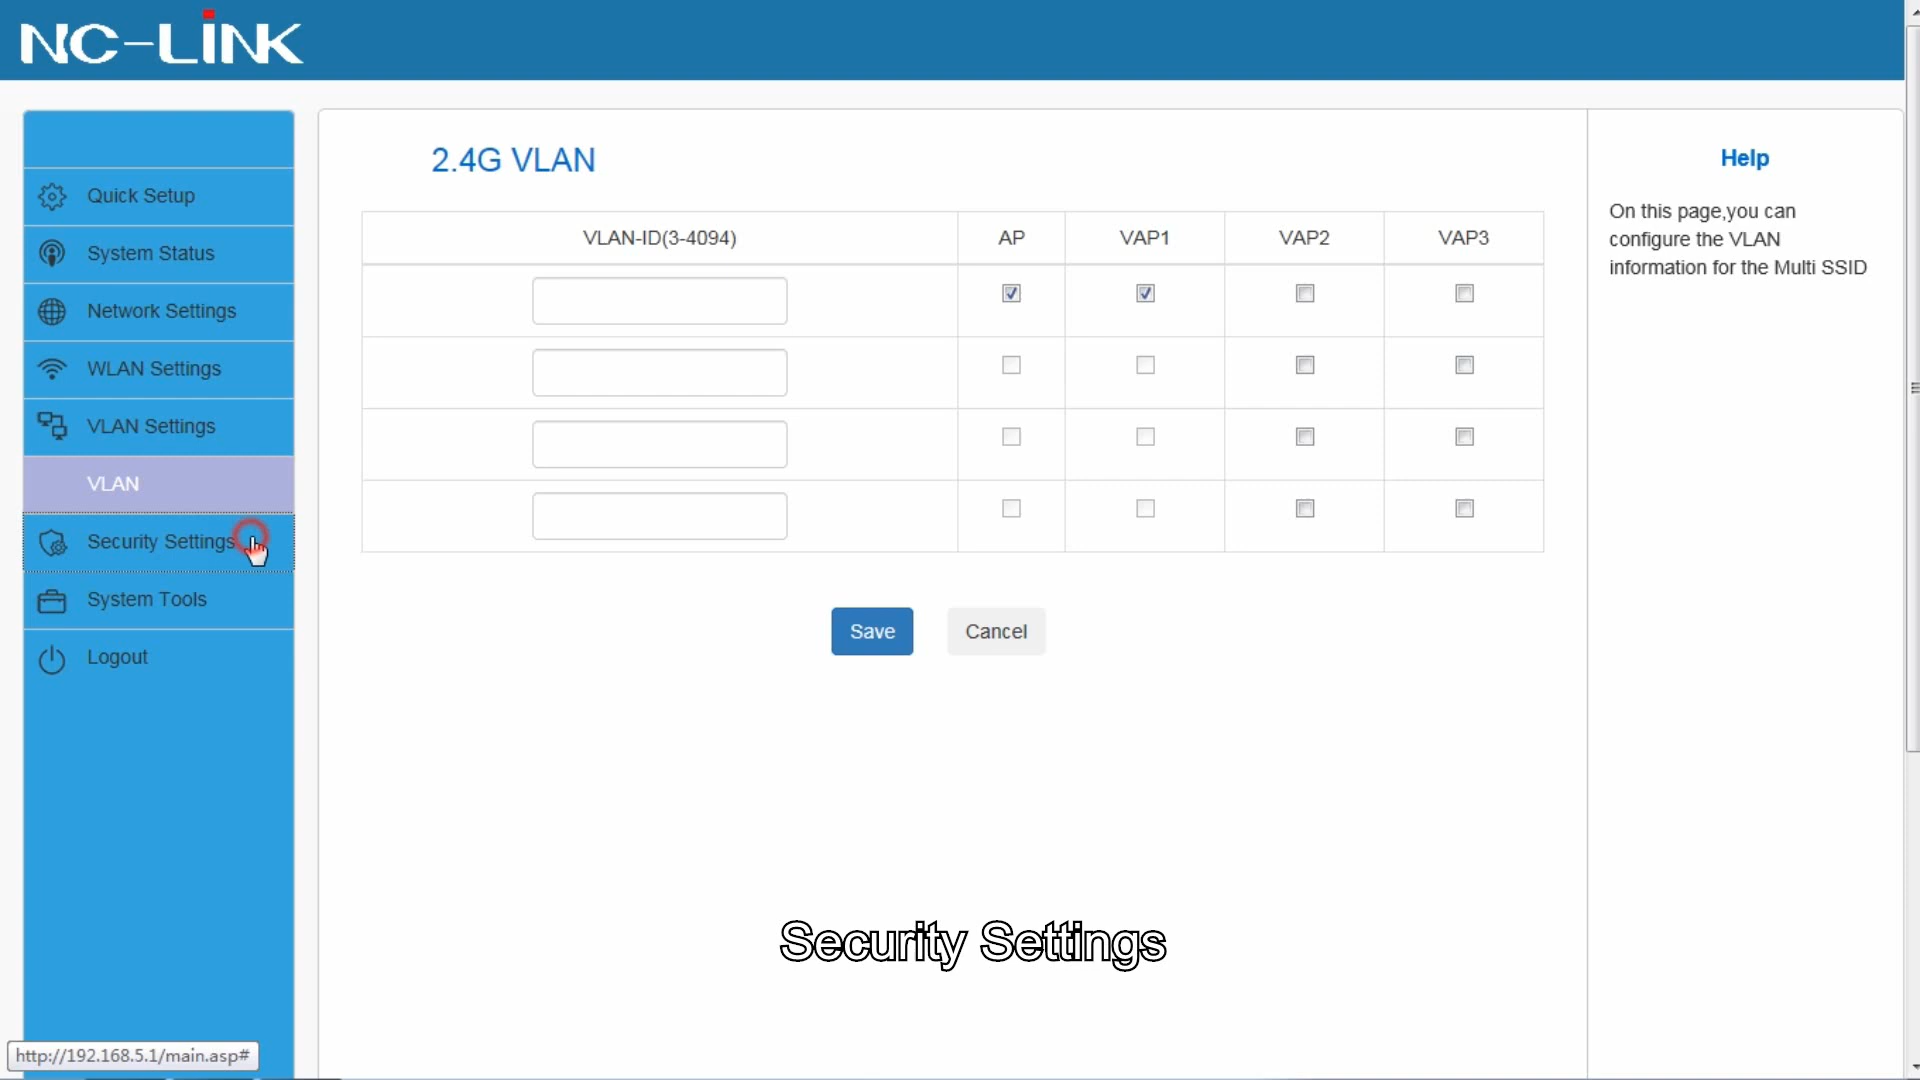 NC-LINK
Quick Setup
System Status
Network Settings
WLAN Settings
VLAN Settings
VLAN
Security Settings
System Tools
Logout
2.4G VLAN
VLAN-ID(3-4094) AP VAP1 VAP2 VAP3
Save Cancel
Help
On this page,you can
configure the VLAN
information for the Multi SSID
Security Settings
http://192.168.5.1/main.asp#